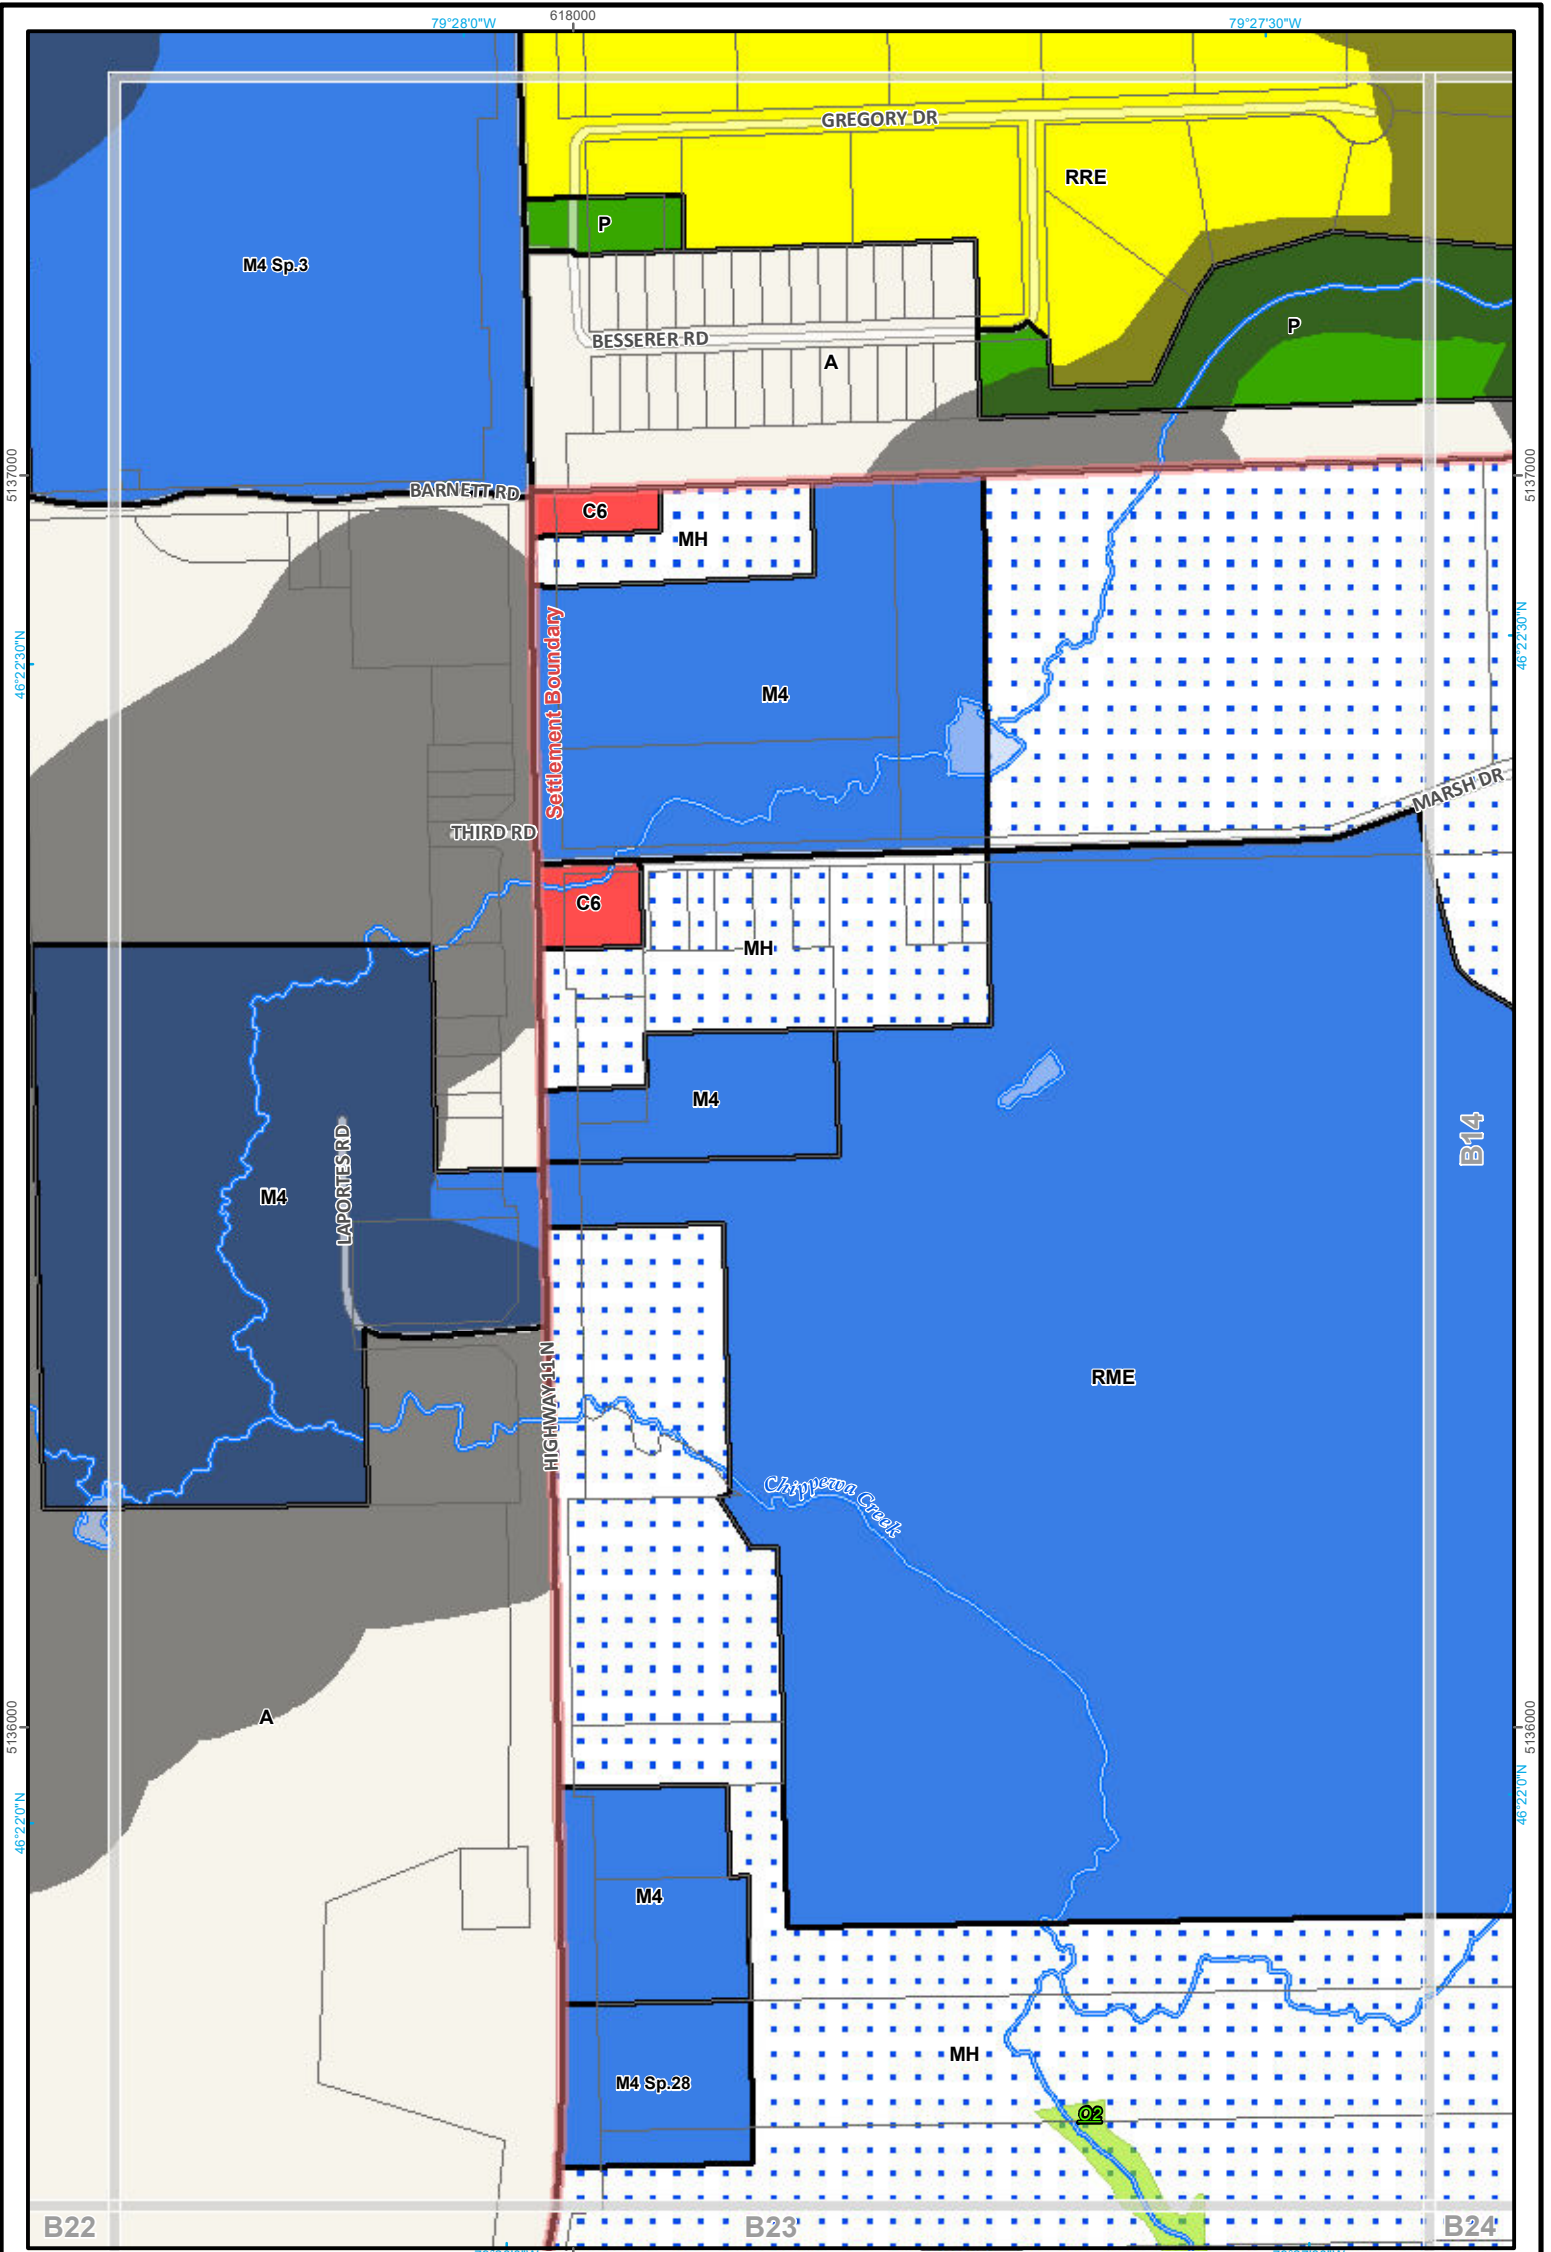 79°28'0"W
618000
79°27'30"W
GREGORY DR
RRE
P
M4 Sp.3
P
BESSERER RD
A
5137000
5137000
BARNETT RD
C6
MH
46°22'30"N
46°22'30"N
Settlement Boundary
M4
MARSH DR
THIRD RD
C6
MH
M4
B14
LAPORTES RD
M4
RME
HIGHWAY 11 N
Chippewa Creek
A
5136000
5136000
46°22'0"N
46°22'0"N
M4
MH
M4 Sp.28
O2
B22
B23
B24